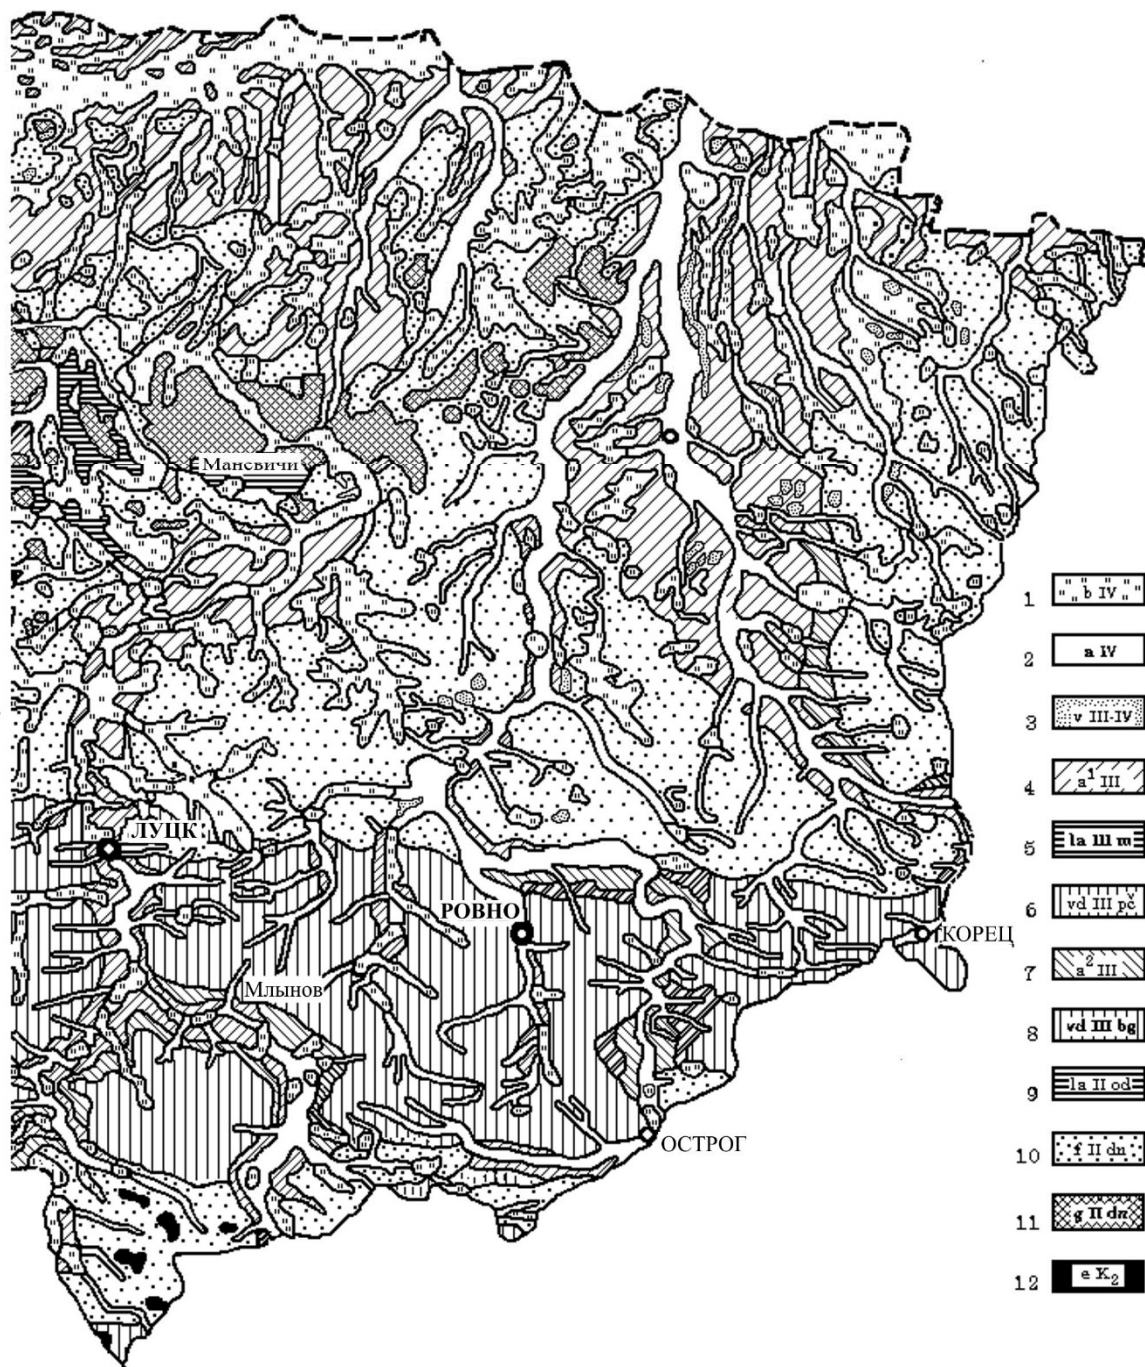 Маневичи
ЛУЦК
РОВНО
КОРЕЦ
Млынов
ОСТРОГ
1 b IV
2 a IV
3 v III-IV
4 a¹ III
5 la III m
6 vd III pč
7 a² III
8 vd III bg
9 la II od
10 f II dn
11 g II dn
12 e K₂